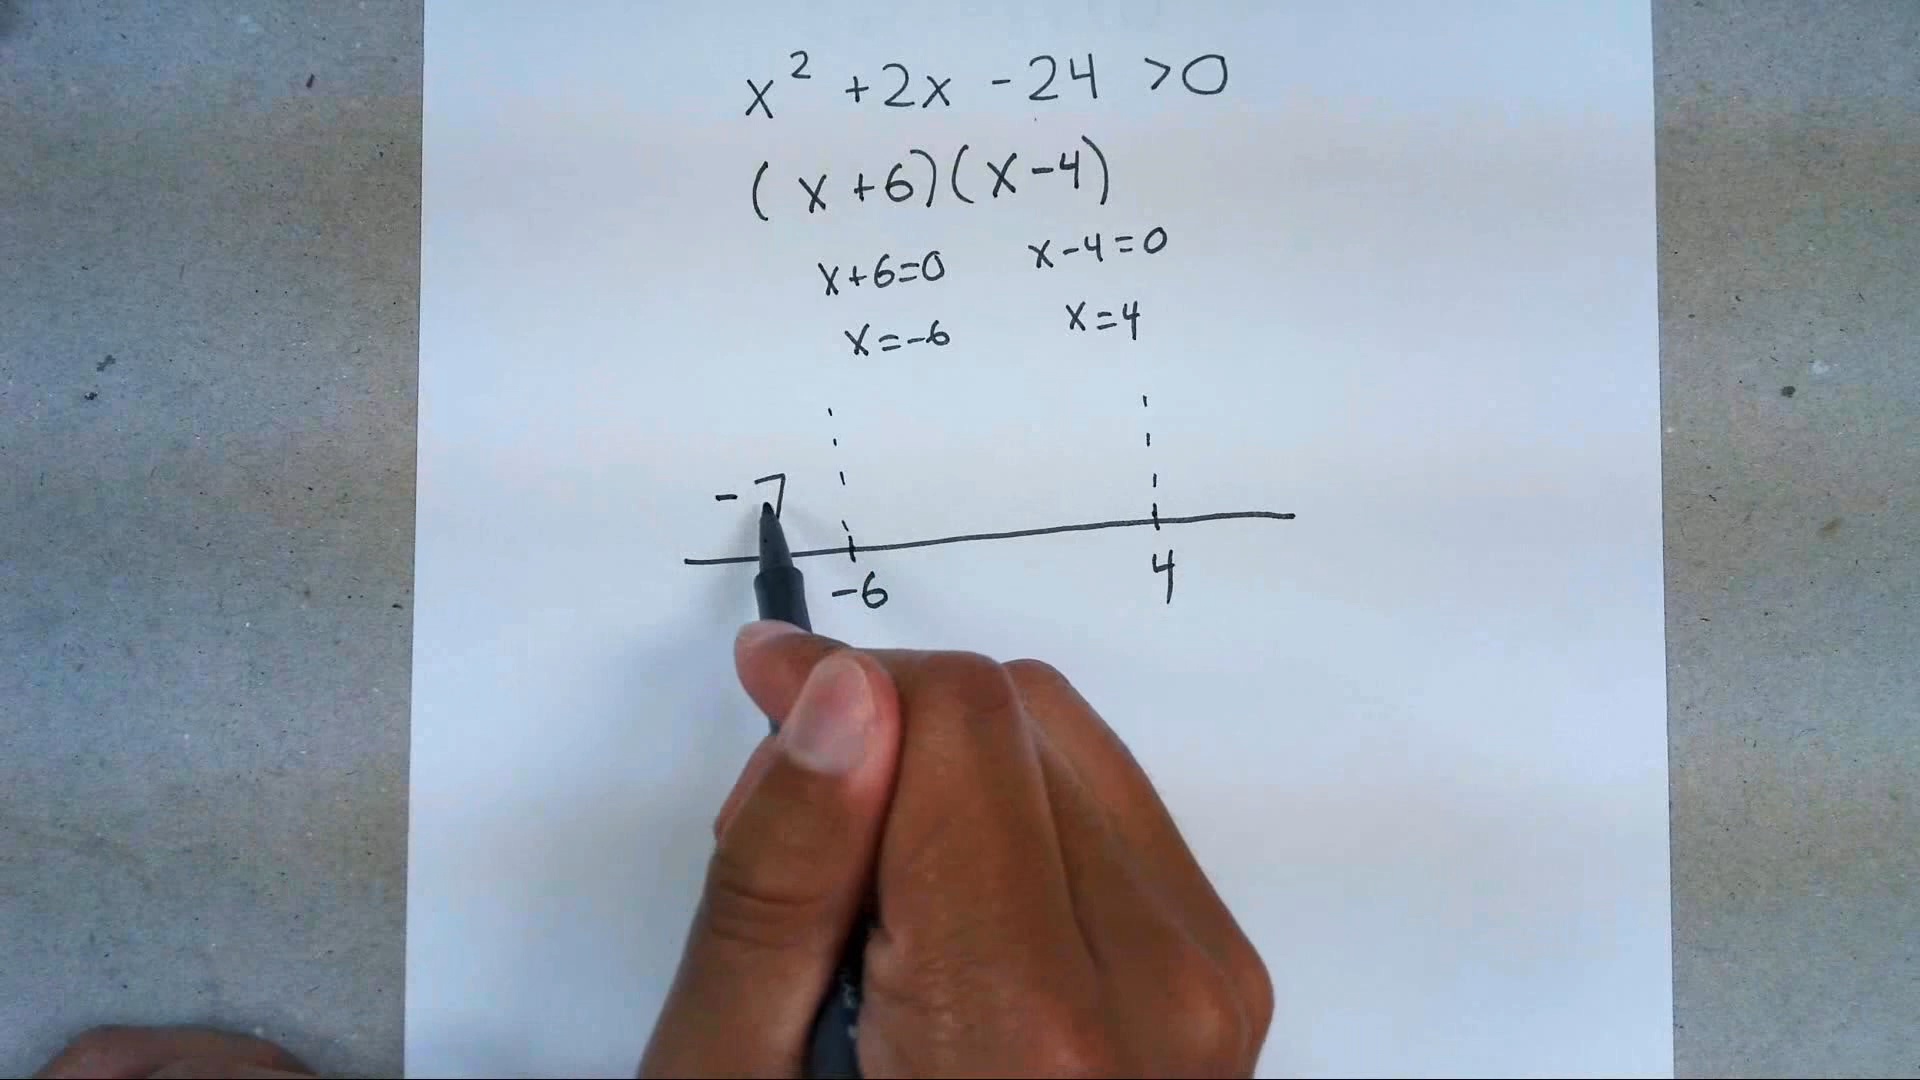 x² +2x -24 >0
(x+6)(x-4)
x+6=0 x-4=0
x=-6 x=4
-7
-6 4